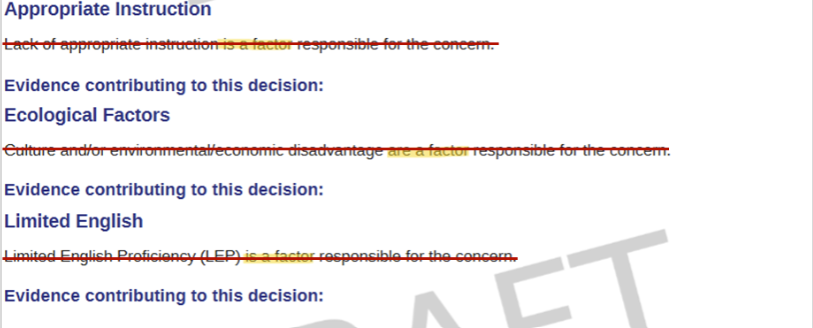 Appropriate Instruction
Lack of appropriate instruction is a factor responsible for the concern.
Evidence contributing to this decision:
Ecological Factors
Culture and/or environmental/economic disadvantage are a factor responsible for the concern.
Evidence contributing to this decision:
Limited English
Limited English Proficiency (LEP) is a factor responsible for the concern.
Evidence contributing to this decision:
DRAFT